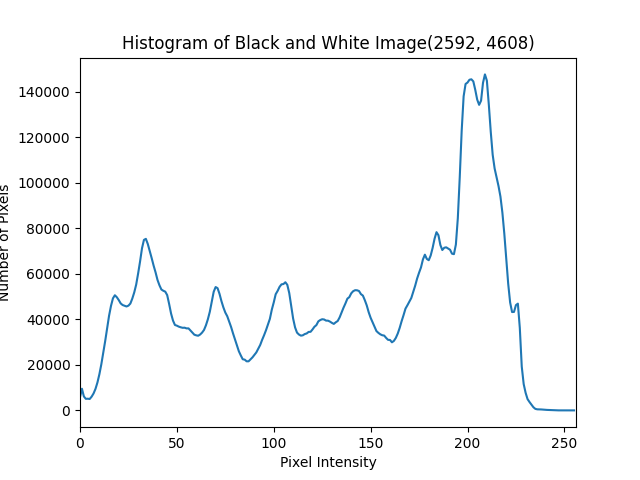 Histogram of Black and White Image(2592, 4608)
140000
120000
100000
80000
60000
40000
20000
0
Number of Pixels
0 50 100 150 200 250
Pixel Intensity